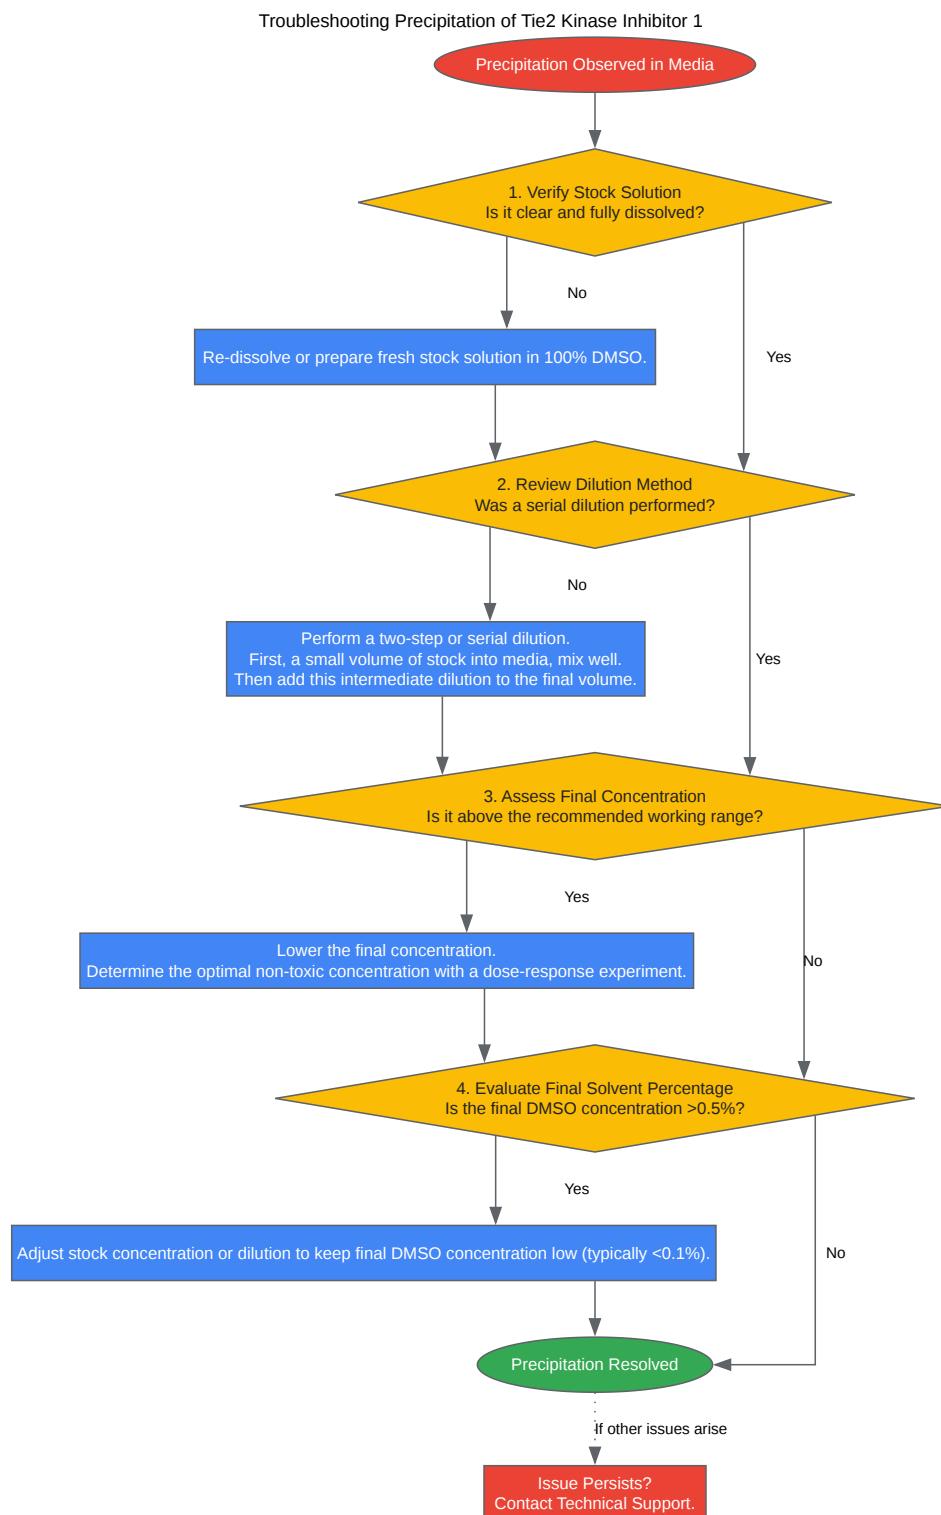 Troubleshooting Precipitation of Tie2 Kinase Inhibitor 1
Precipitation Observed in Media
1. Verify Stock Solution
Is it clear and fully dissolved?
No
Yes
Re-dissolve or prepare fresh stock solution in 100% DMSO.
2. Review Dilution Method
Was a serial dilution performed?
No
Yes
Perform a two-step or serial dilution.
First, a small volume of stock into media, mix well.
Then add this intermediate dilution to the final volume.
3. Assess Final Concentration
Is it above the recommended working range?
Yes
No
Lower the final concentration.
Determine the optimal non-toxic concentration with a dose-response experiment.
4. Evaluate Final Solvent Percentage
Is the final DMSO concentration >0.5%?
Yes
No
Adjust stock concentration or dilution to keep final DMSO concentration low (typically <0.1%).
Precipitation Resolved
If other issues arise
Issue Persists?
Contact Technical Support.